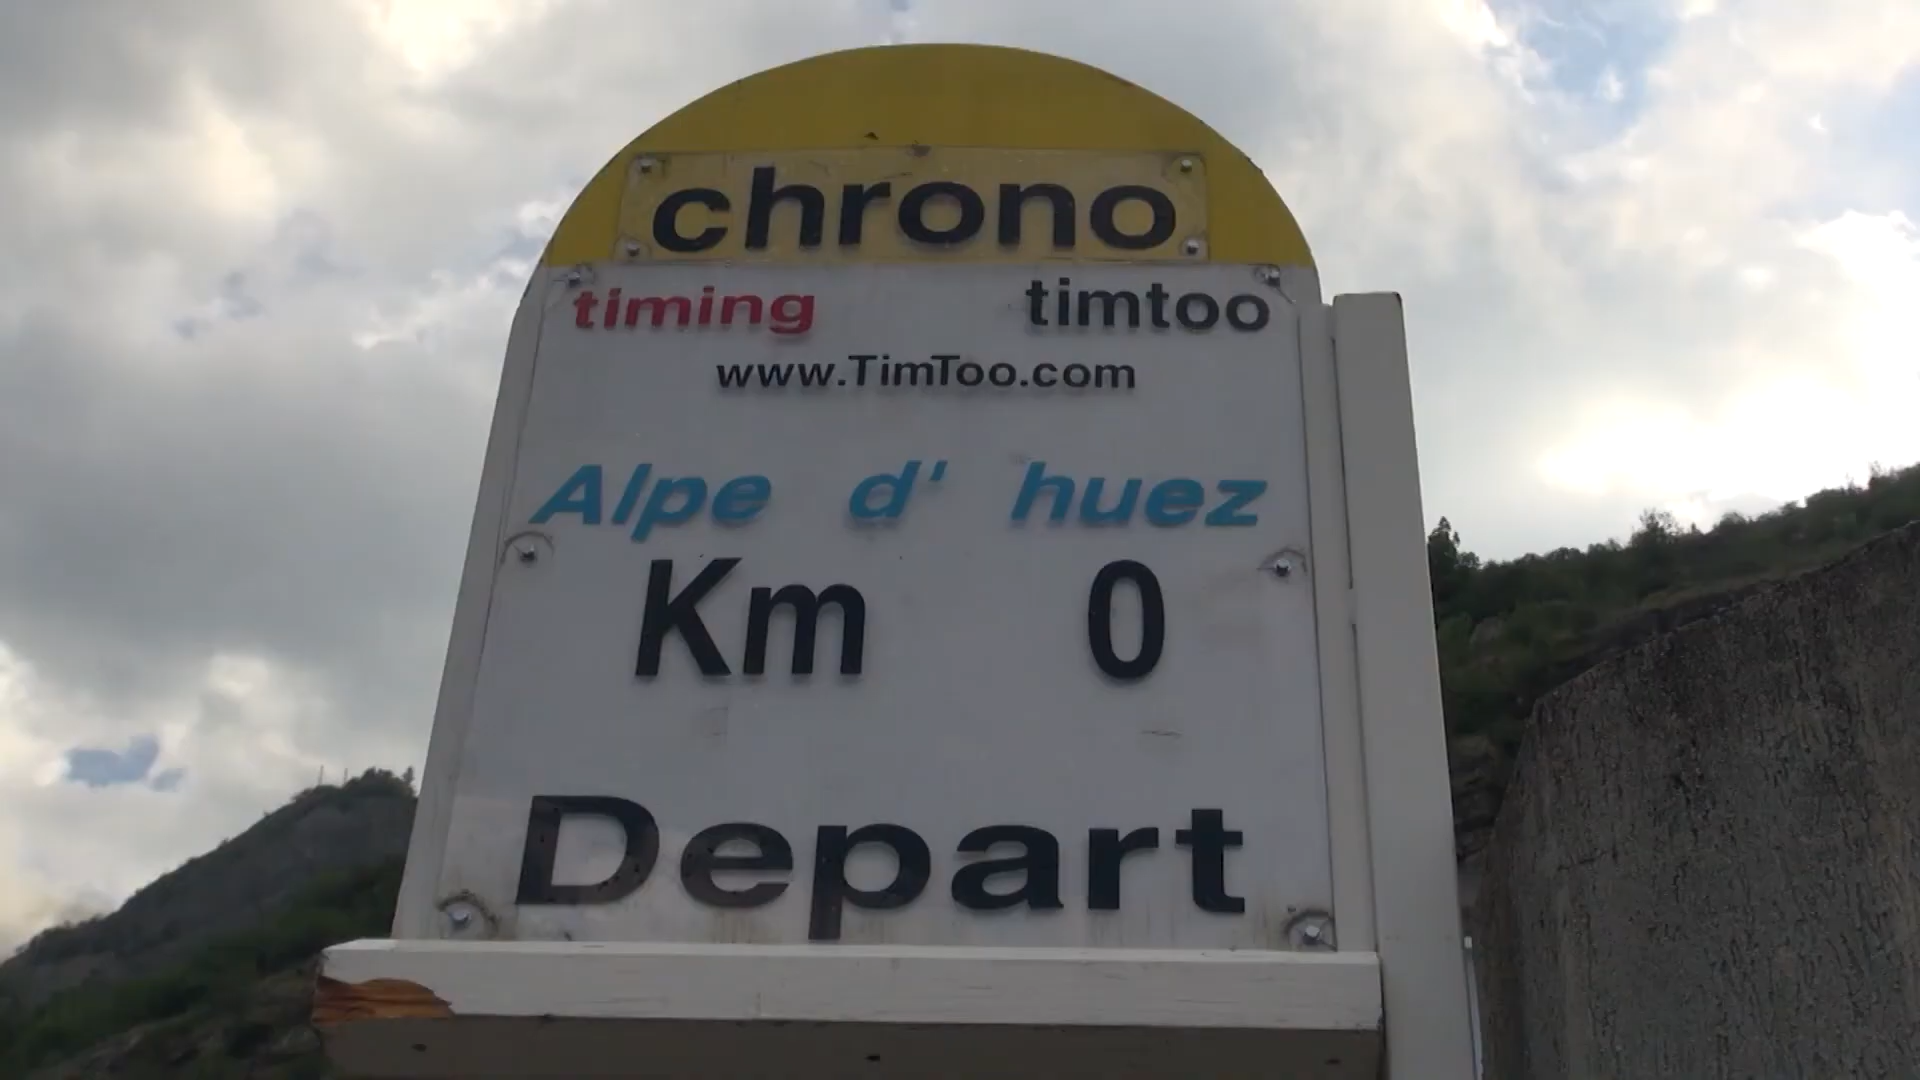 chrono
timing timtoo
www.TimToo.com
Alpe d' huez
Km 0
Depart